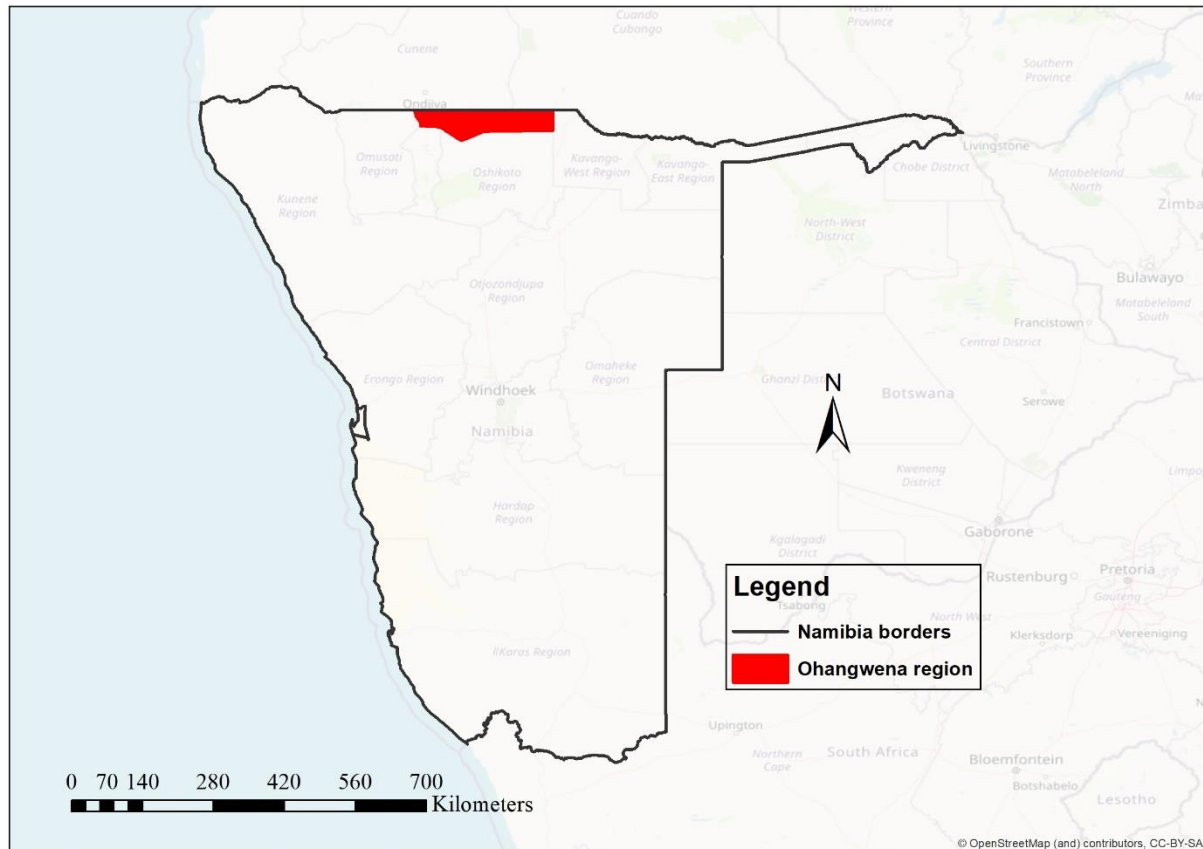 Cuando
Cubango
Western
Province
Cunene
Southern
Province
Ondjiva
Livingstone
Omusati
Region
Oshikoto
Region
Kavango-
West Region
Kavango-
East Region
Chobe District
Matabeleland
North
Kunene
Region
Zimba
North-West
District
Bulawayo
Otjozondjupa
Region
Matabeleland
South
Francistown
Central District
Erongo Region
Windhoek
Omaheke
Region
Ghanzi Dist
N
Botswana
Serowe
Namibia
Kweneng
District
Limpo
Hardap
Region
Gaborone
Kgalagadi
District
Legend
Tsabong
Rustenburg
Pretoria
Gauteng
Namibia borders
North West
Klerksdorp
Vereeniging
Ohangwena region
ǁKaras Region
Upington
Northern
Cape
South Africa
Bloemfontein
Botshabelo
Lesotho
0 70 140 280 420 560 700
Kilometers
© OpenStreetMap (and) contributors, CC-BY-SA